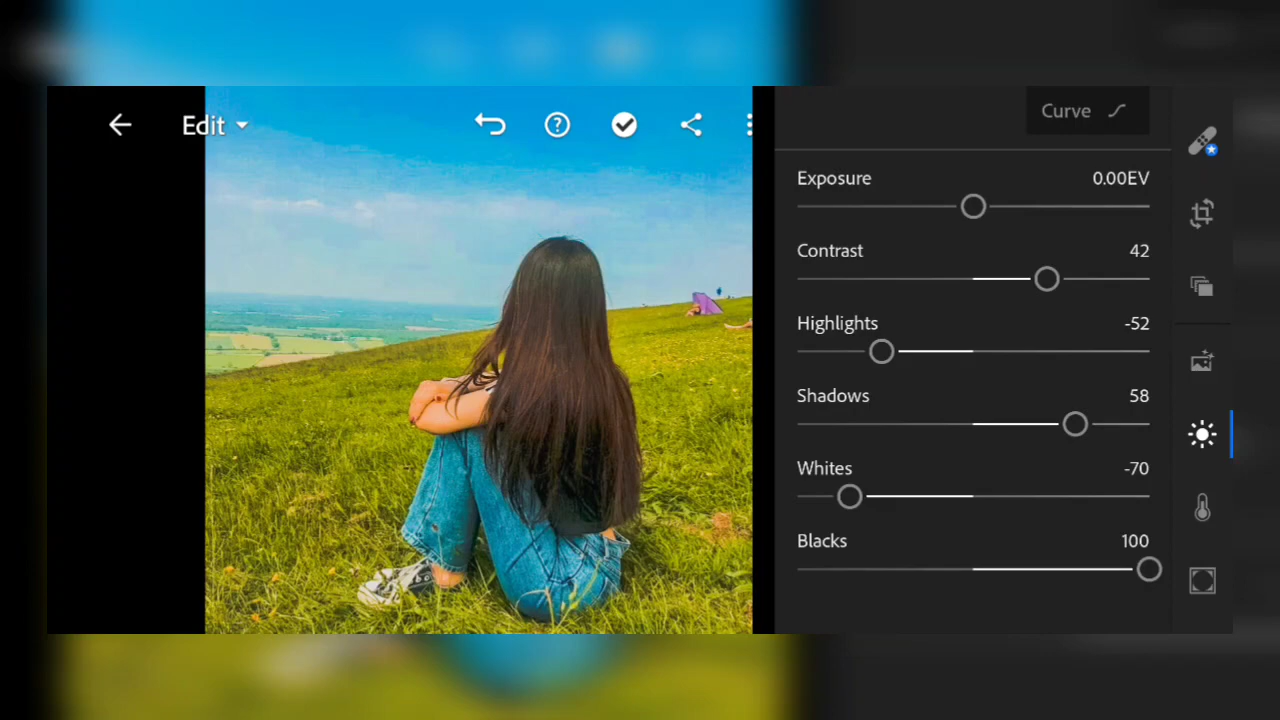 Edit
Curve
Exposure 0.00EV
Contrast 42
Highlights -52
Shadows 58
Whites -70
Blacks 100